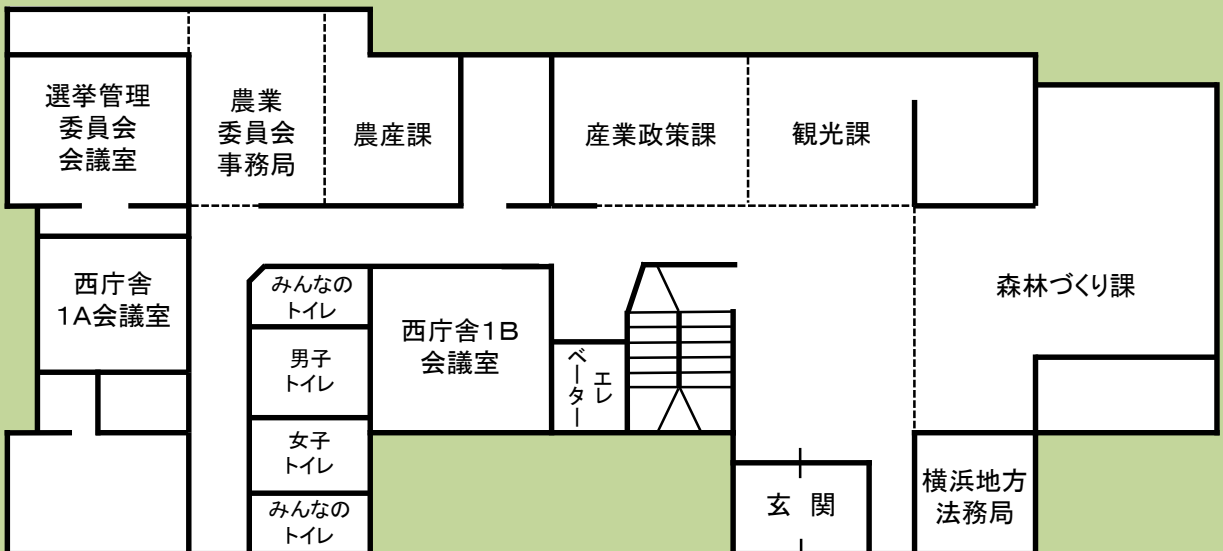 選挙管理
委員会
会議室
農業
委員会
事務局
農産課
産業政策課
観光課
西庁舎
1A会議室
みんなの
トイレ
男子
トイレ
女子
トイレ
みんなの
トイレ
西庁舎1B
会議室
エレ
ベーター
森林づくり課
玄 関
横浜地方
法務局